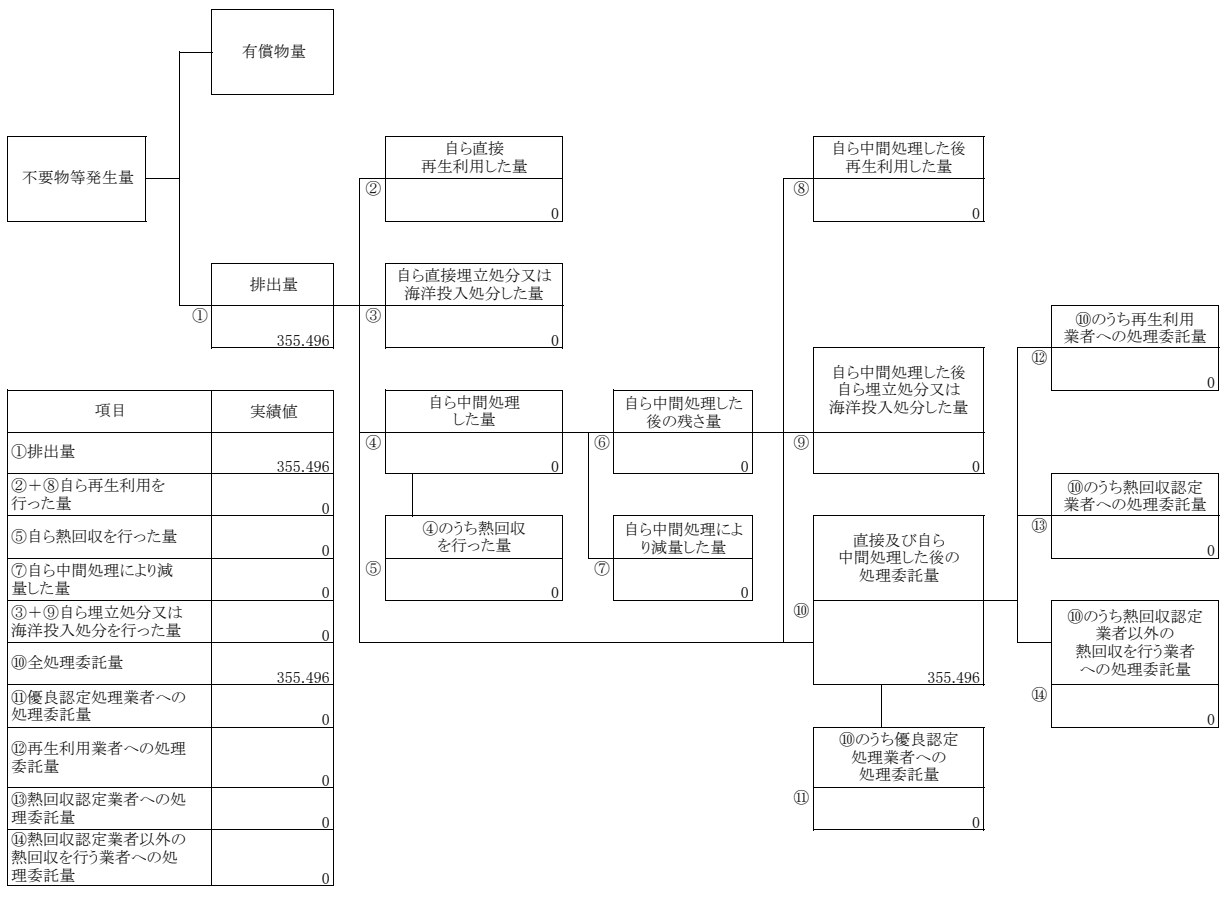 有償物量
不要物等発生量
排出量
①
355.496
自ら直接
再生利用した量
②
0
自ら直接埋立処分又は
海洋投入処分した量
③
0
自ら中間処理
した量
④
0
④のうち熱回収
を行った量
⑤
0
自ら中間処理した
後の残さ量
⑥
0
自ら中間処理によ
り減量した量
⑦
0
自ら中間処理した後
再生利用した量
⑧
0
自ら中間処理した後
自ら埋立処分又は
海洋投入処分した量
⑨
0
直接及び自ら
中間処理した後の
処理委託量
⑩
355.496
⑩のうち優良認定
処理業者への
処理委託量
⑪
0
⑩のうち再生利用
業者への処理委託量
⑫
0
⑩のうち熱回収認定
業者への処理委託量
⑬
0
⑩のうち熱回収認定
業者以外の
熱回収を行う業者
への処理委託量
⑭
0
項目 実績値
①排出量
355.496
②＋⑧自ら再生利用を
行った量
0
⑤自ら熱回収を行った量
0
⑦自ら中間処理により減
量した量
0
③＋⑨自ら埋立処分又は
海洋投入処分を行った量
0
⑩全処理委託量
355.496
⑪優良認定処理業者への
処理委託量
0
⑫再生利用業者への処理
委託量
0
⑬熱回収認定業者への処
理委託量
0
⑭熱回収認定業者以外の
熱回収を行う業者への処
理委託量
0